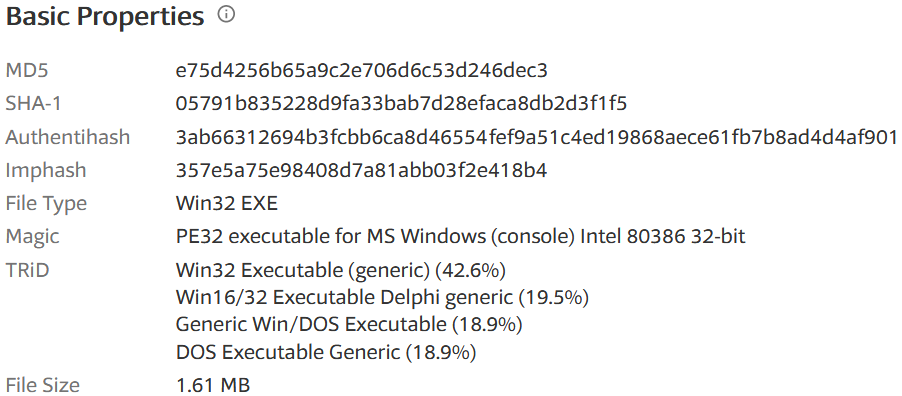 Basic Properties
MD5 e75d4256b65a9c2e706d6c53d246dec3
SHA-1 05791b835228d9fa33bab7d28efaca8db2d3f1f5
Authentihash 3ab66312694b3fcbb6ca8d46554fef9a51c4ed19868aece61fb7b8ad4d4af901
Imphash 357e5a75e98408d7a81abb03f2e418b4
File Type Win32 EXE
Magic PE32 executable for MS Windows (console) Intel 80386 32-bit
TRiD Win32 Executable (generic) (42.6%)
Win16/32 Executable Delphi generic (19.5%)
Generic Win/DOS Executable (18.9%)
DOS Executable Generic (18.9%)
File Size 1.61 MB